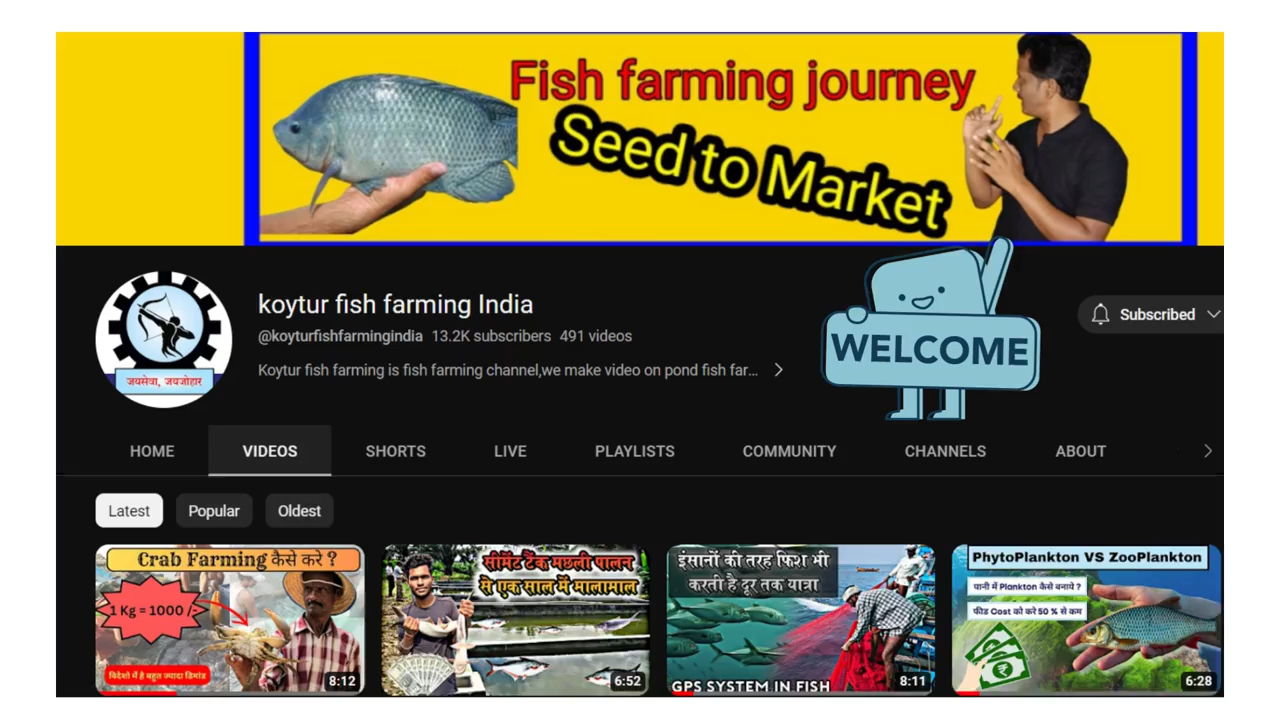 Fish farming journey
Seed to Market
koytur fish farming India
@koyturfishfarmingindia 13.2K subscribers 491 videos
Koytur fish farming is fish farming channel,we make video on pond fish far...
जयसेवा, जयजोहार
WELCOME
Subscribed
HOME VIDEOS SHORTS LIVE PLAYLISTS COMMUNITY CHANNELS ABOUT
Latest Popular Oldest
Crab Farming कैसे करे ?
1 Kg = 1000 /-
विदेशो में है बहुत ज्यादा डिमांड
8:12
सीमेंट टैंक मछली पालन
से एक साल में मालामाल
6:52
इंसानों की तरह फिश भी
करती है दूर तक यात्रा
GPS SYSTEM IN FISH
8:11
PhytoPlankton VS ZooPlankton
पानी में Plankton कैसे बनाये ?
फीड Cost को करे 50 % से कम
6:28